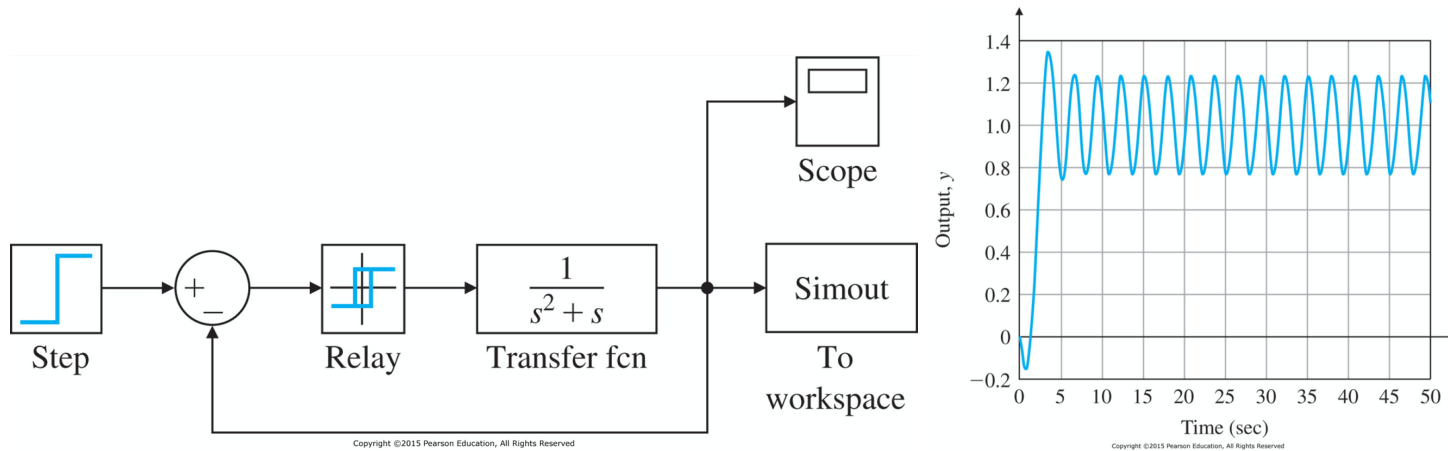 Scope
+
−
1
s² + s
Simout
Step
Relay
Transfer fcn
To
workspace
Copyright ©2015 Pearson Education, All Rights Reserved
Output, y
1.4
1.2
1.0
0.8
0.6
0.4
0.2
0
−0.2
0 5 10 15 20 25 30 35 40 45 50
Time (sec)
Copyright ©2015 Pearson Education, All Rights Reserved